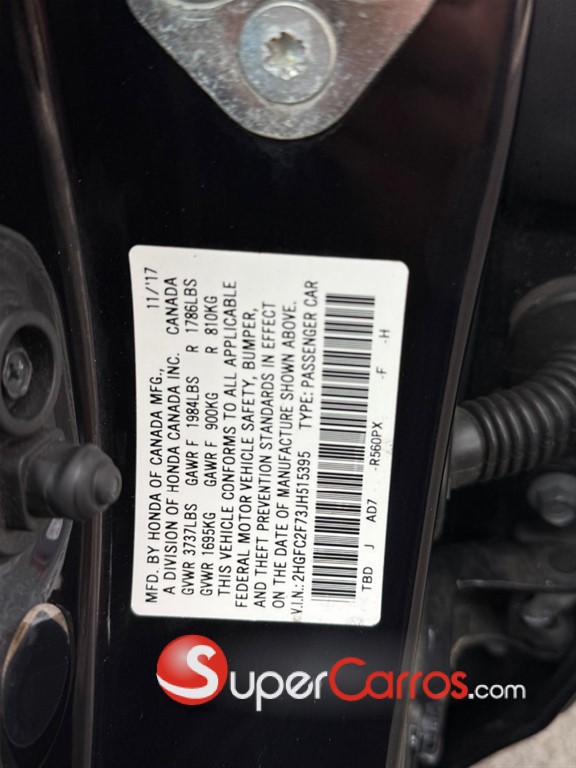 MFD. BY HONDA OF CANADA MFG., 11/'17
A DIVISION OF HONDA CANADA INC. CANADA
GVWR 3737LBS GAWR F 1984LBS R 1786LBS
GVWR 1695KG GAWR F 900KG R 810KG
THIS VEHICLE CONFORMS TO ALL APPLICABLE
FEDERAL MOTOR VEHICLE SAFETY, BUMPER,
AND THEFT PREVENTION STANDARDS IN EFFECT
ON THE DATE OF MANUFACTURE SHOWN ABOVE.
V.I.N.: 2HGFC2F73JH515395 TYPE: PASSENGER CAR
TBD J AD7 -R560PX -F -H
SUPERCARROS.com